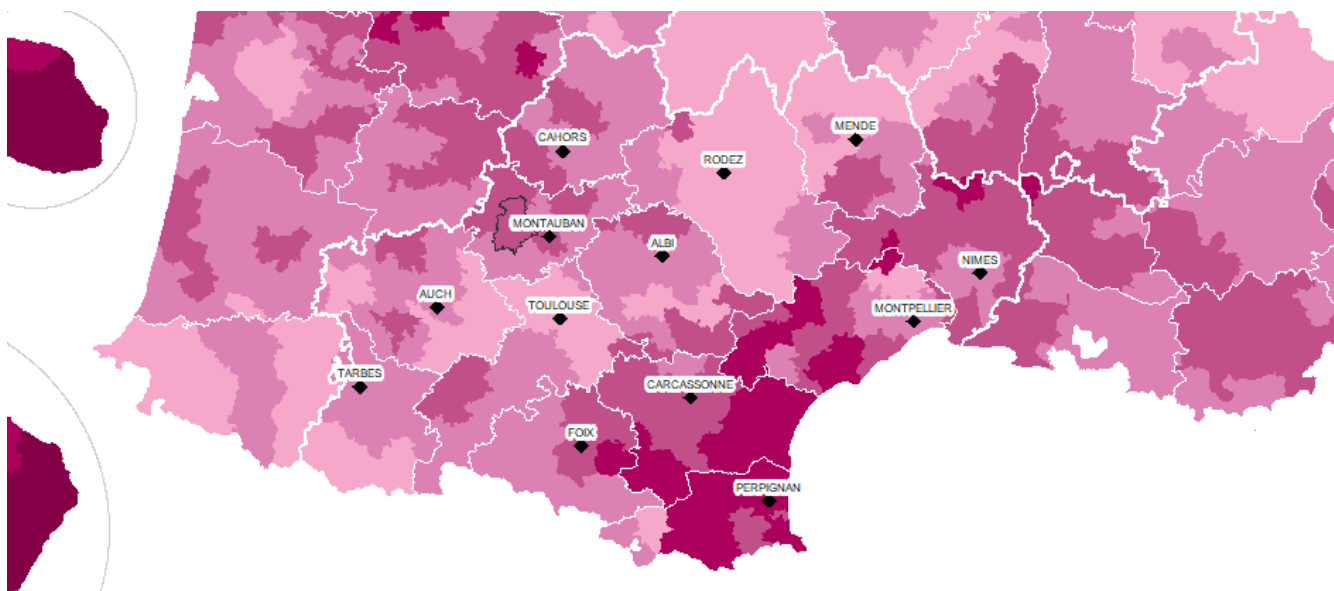 MENDE
CAHORS
RODEZ
MONTAUBAN
ALBI
NIMES
AUCH
TOULOUSE
MONTPELLIER
TARBES
CARCASSONNE
FOIX
PERPIGNAN